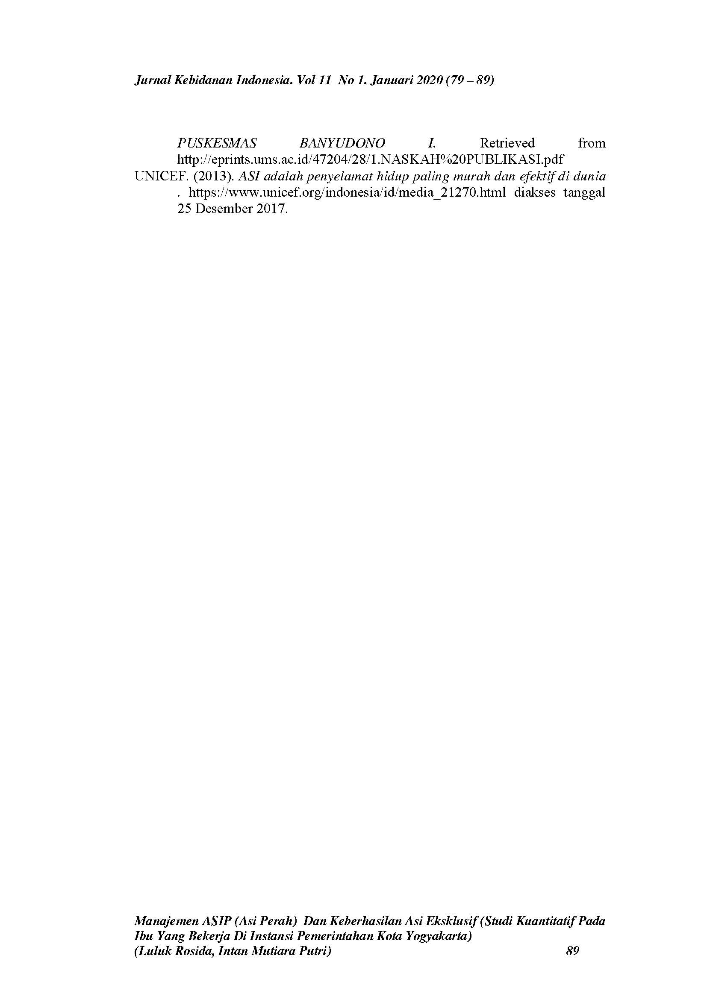 Jurnal Kebidanan Indonesia. Vol 11  No 1. Januari 2020 (79 – 89)
PUSKESMAS BANYUDONO I. Retrieved from
http://eprints.ums.ac.id/47204/28/1.NASKAH%20PUBLIKASI.pdf
UNICEF. (2013). ASI adalah penyelamat hidup paling murah dan efektif di dunia
. https://www.unicef.org/indonesia/id/media_21270.html diakses tanggal
25 Desember 2017.
Manajemen ASIP (Asi Perah)  Dan Keberhasilan Asi Eksklusif (Studi Kuantitatif Pada
Ibu Yang Bekerja Di Instansi Pemerintahan Kota Yogyakarta)
(Luluk Rosida, Intan Mutiara Putri) 89